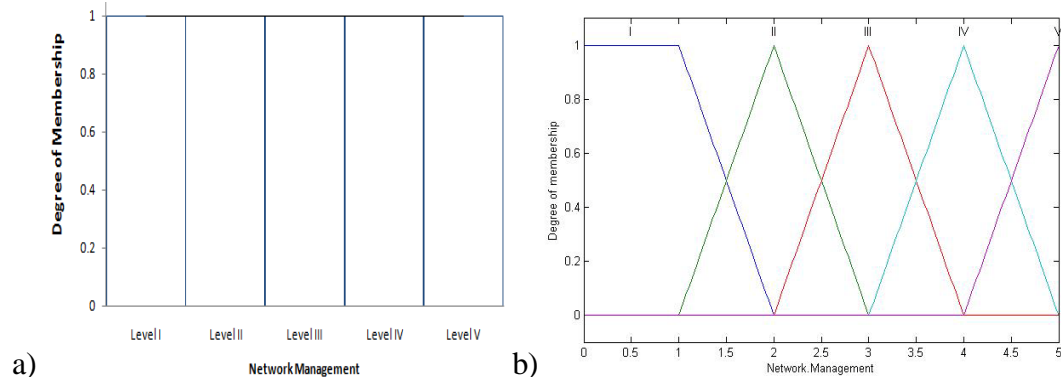 1
0.8
0.6
0.4
0.2
0
Degree of Membership
Level I Level II Level III Level IV Level V
Network Management
a)
I II III IV V
1
0.8
0.6
0.4
0.2
0
Degree of membership
0 0.5 1 1.5 2 2.5 3 3.5 4 4.5 5
Network Management
b)